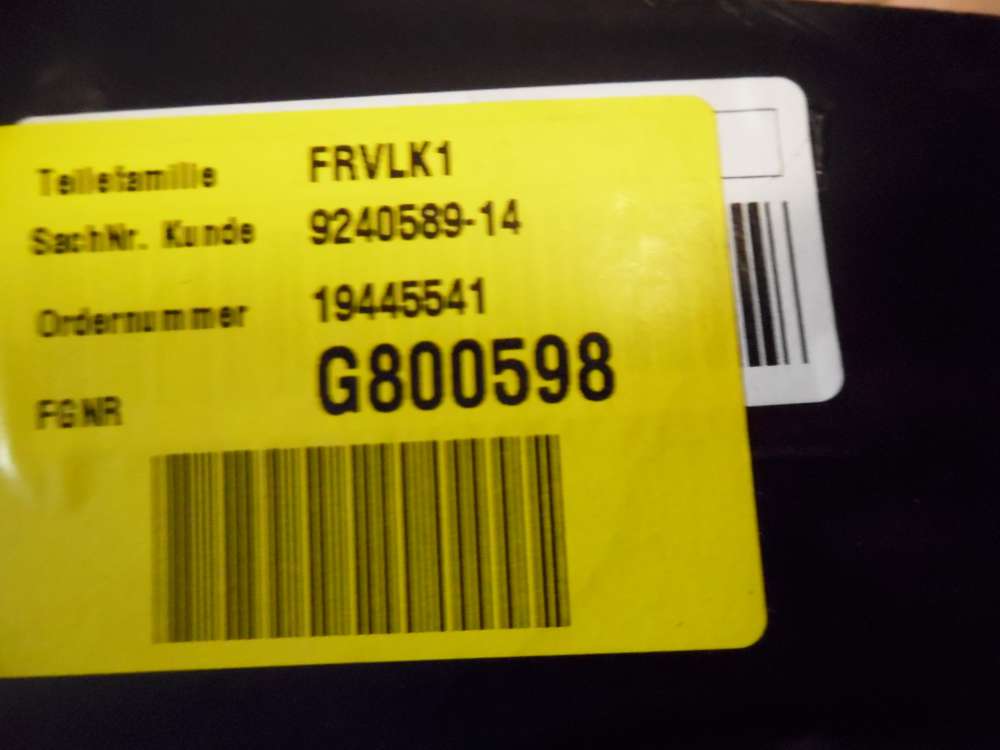 Teilefamilie FRVLK1
SachNr. Kunde 9240589-14
Ordernummer 19445541
FGNR G800598